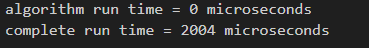 algorithm run time = 0 microseconds
complete run time = 2004 microseconds